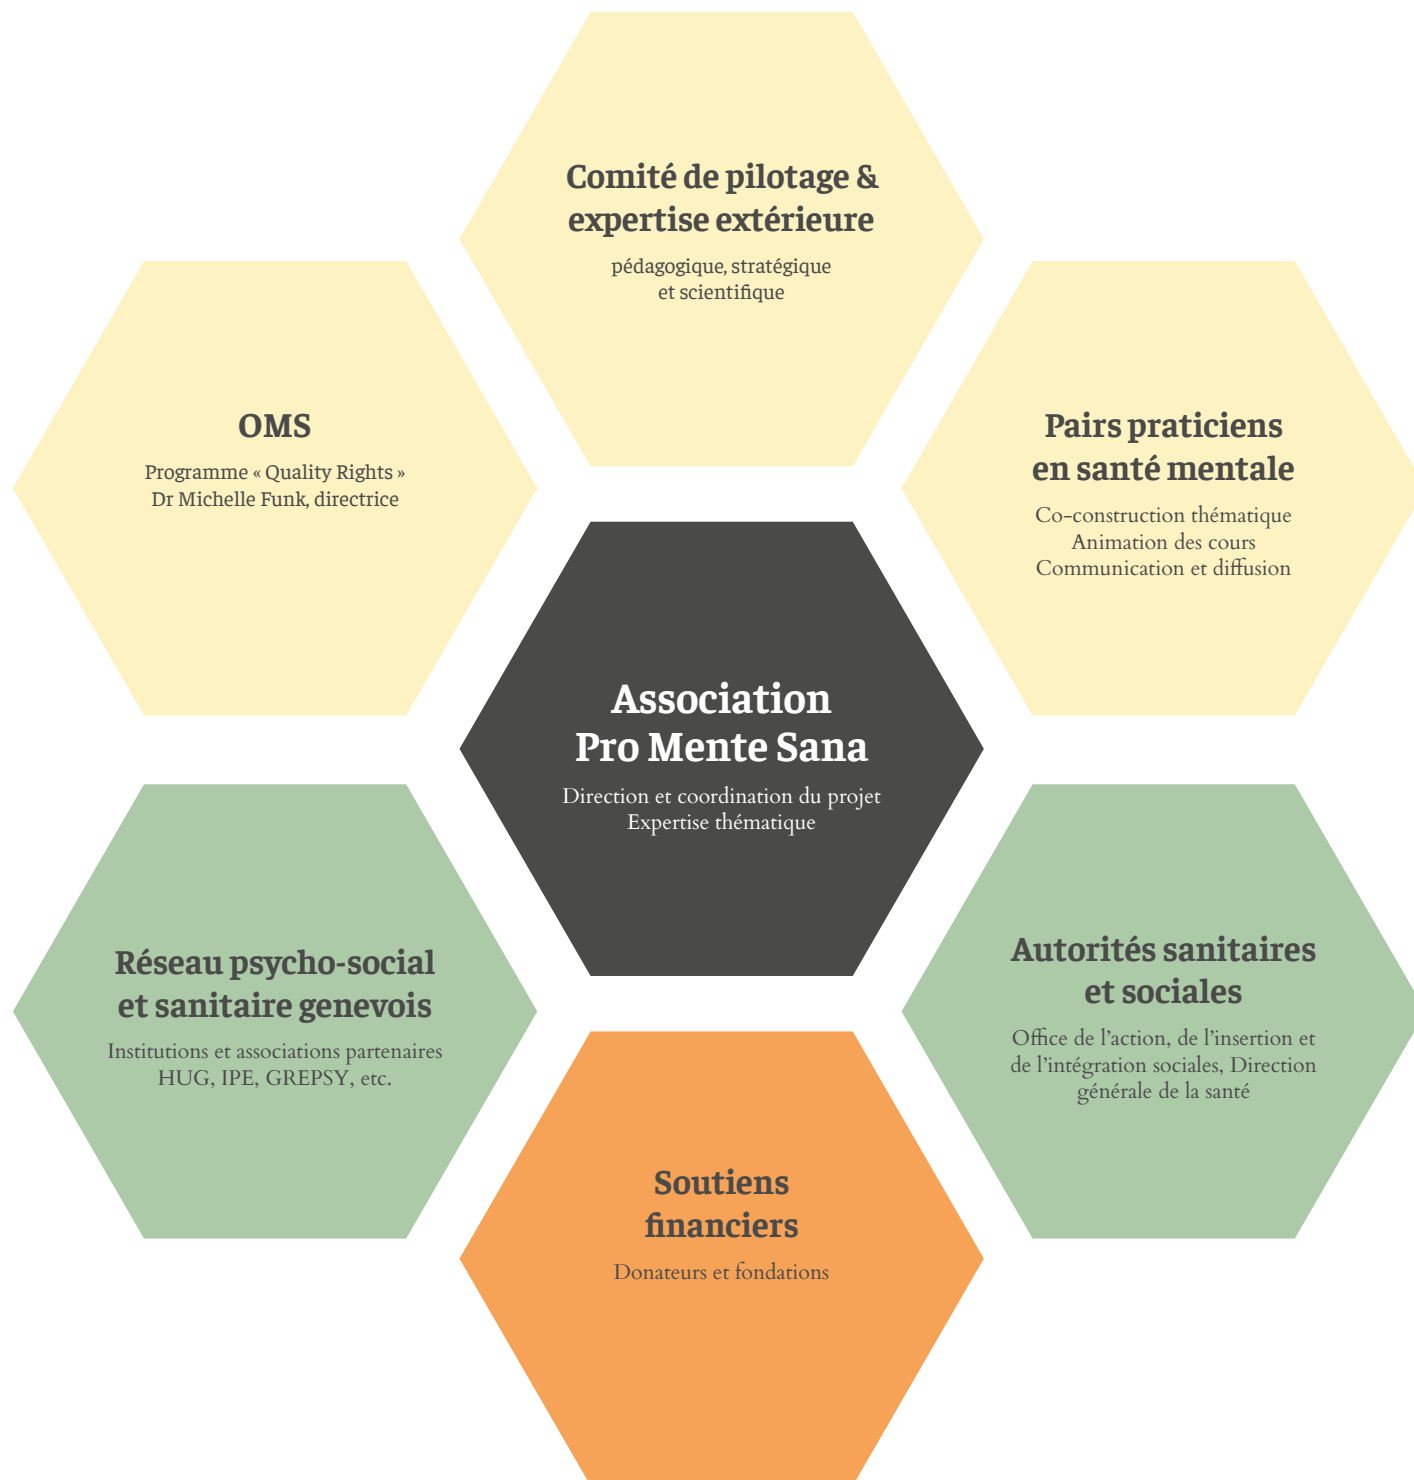 Comité de pilotage &
expertise extérieure
pédagogique, stratégique
et scientifique
OMS
Programme « Quality Rights »
Dr Michelle Funk, directrice
Pairs praticiens
en santé mentale
Co-construction thématique
Animation des cours
Communication et diffusion
Association
Pro Mente Sana
Direction et coordination du projet
Expertise thématique
Réseau psycho-social
et sanitaire genevois
Institutions et associations partenaires
HUG, IPE, GREPSY, etc.
Autorités sanitaires
et sociales
Office de l’action, de l’insertion et
de l’intégration sociales, Direction
générale de la santé
Soutiens
financiers
Donateurs et fondations